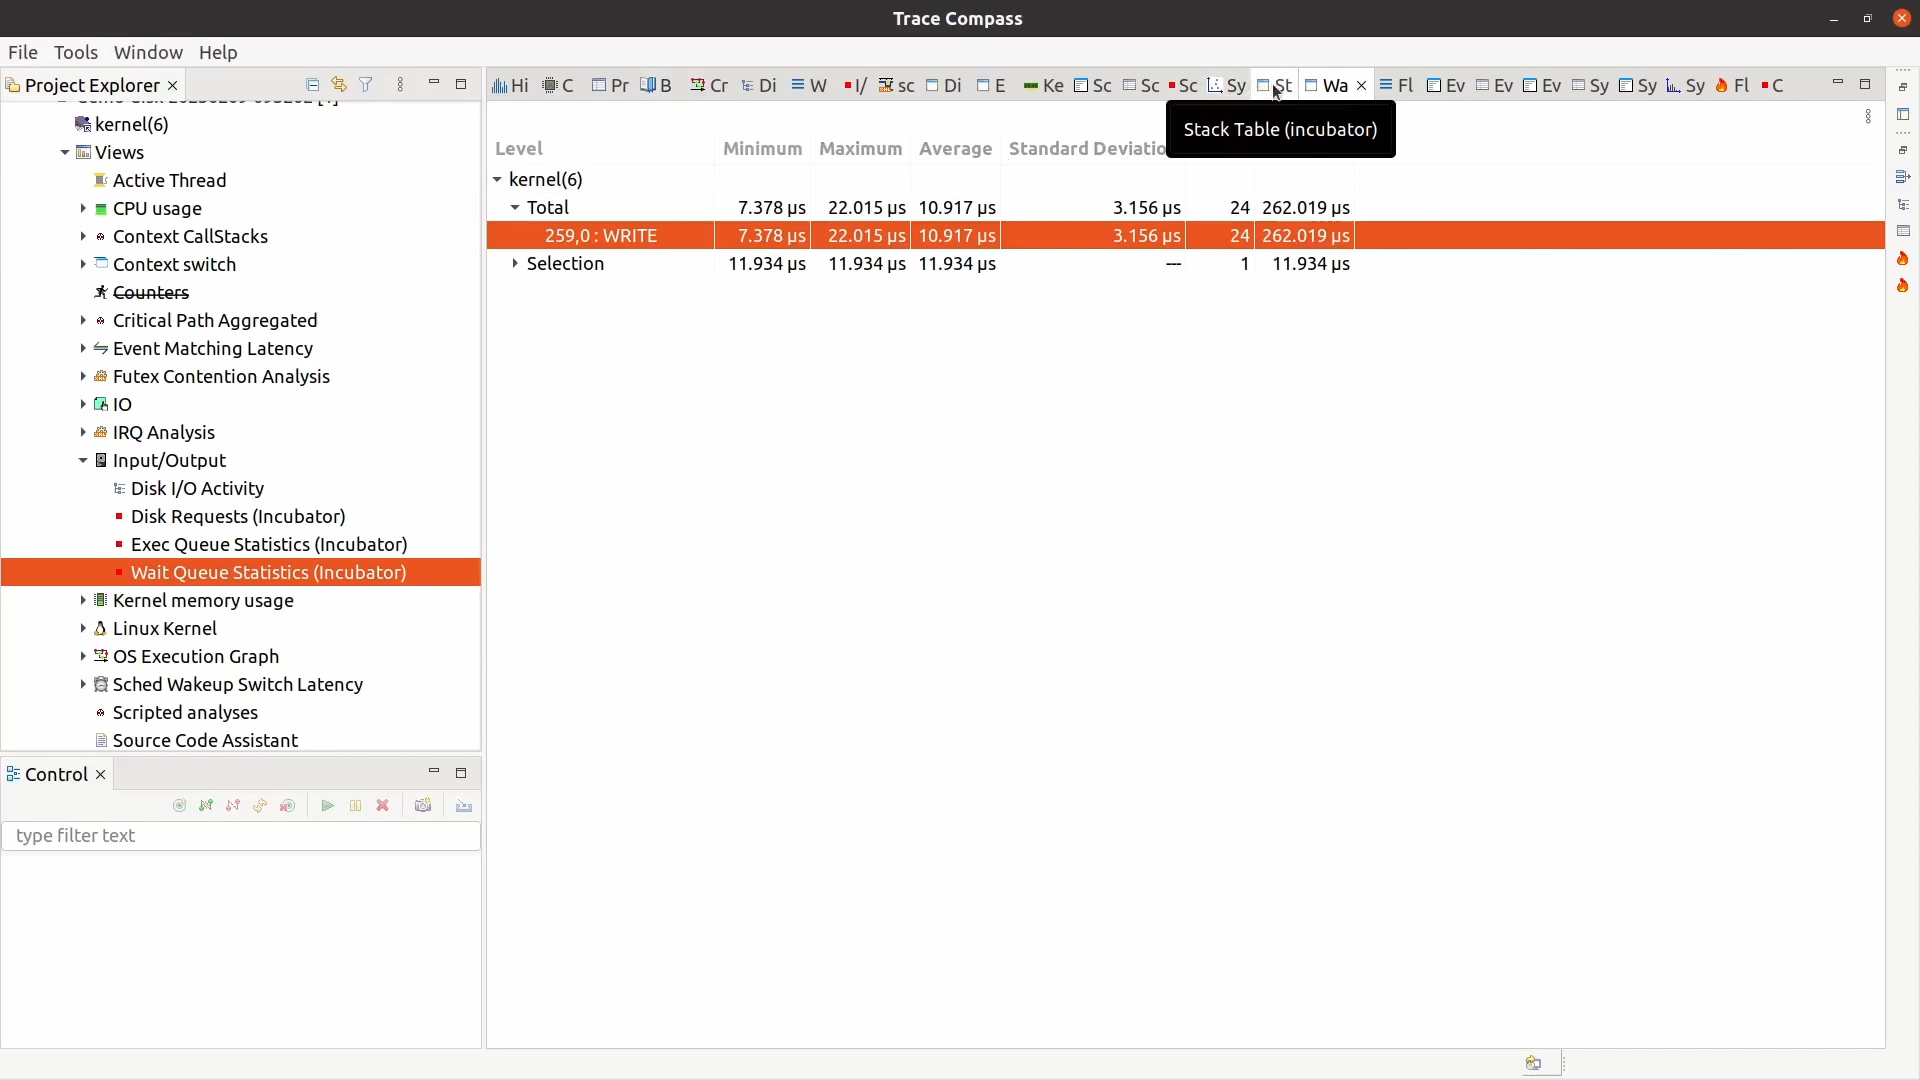 Trace Compass
File Tools Window Help
Project Explorer
Hi C Pr B Cr Di W I/ sc Di E Ke Sc Sc Sc Sy St Wa Fl Ev Ev Ev Sy Sy Sy Fl C
Stack Table (incubator)
kernel(6)
Views
Active Thread
CPU usage
Context CallStacks
Context switch
Counters
Critical Path Aggregated
Event Matching Latency
Futex Contention Analysis
IO
IRQ Analysis
Input/Output
Disk I/O Activity
Disk Requests (Incubator)
Exec Queue Statistics (Incubator)
Wait Queue Statistics (Incubator)
Kernel memory usage
Linux Kernel
OS Execution Graph
Sched Wakeup Switch Latency
Scripted analyses
Source Code Assistant
Level Minimum Maximum Average Standard Deviatio
kernel(6)
Total 7.378 µs 22.015 µs 10.917 µs 3.156 µs 24 262.019 µs
259,0 : WRITE 7.378 µs 22.015 µs 10.917 µs 3.156 µs 24 262.019 µs
Selection 11.934 µs 11.934 µs 11.934 µs --- 1 11.934 µs
Control
type filter text